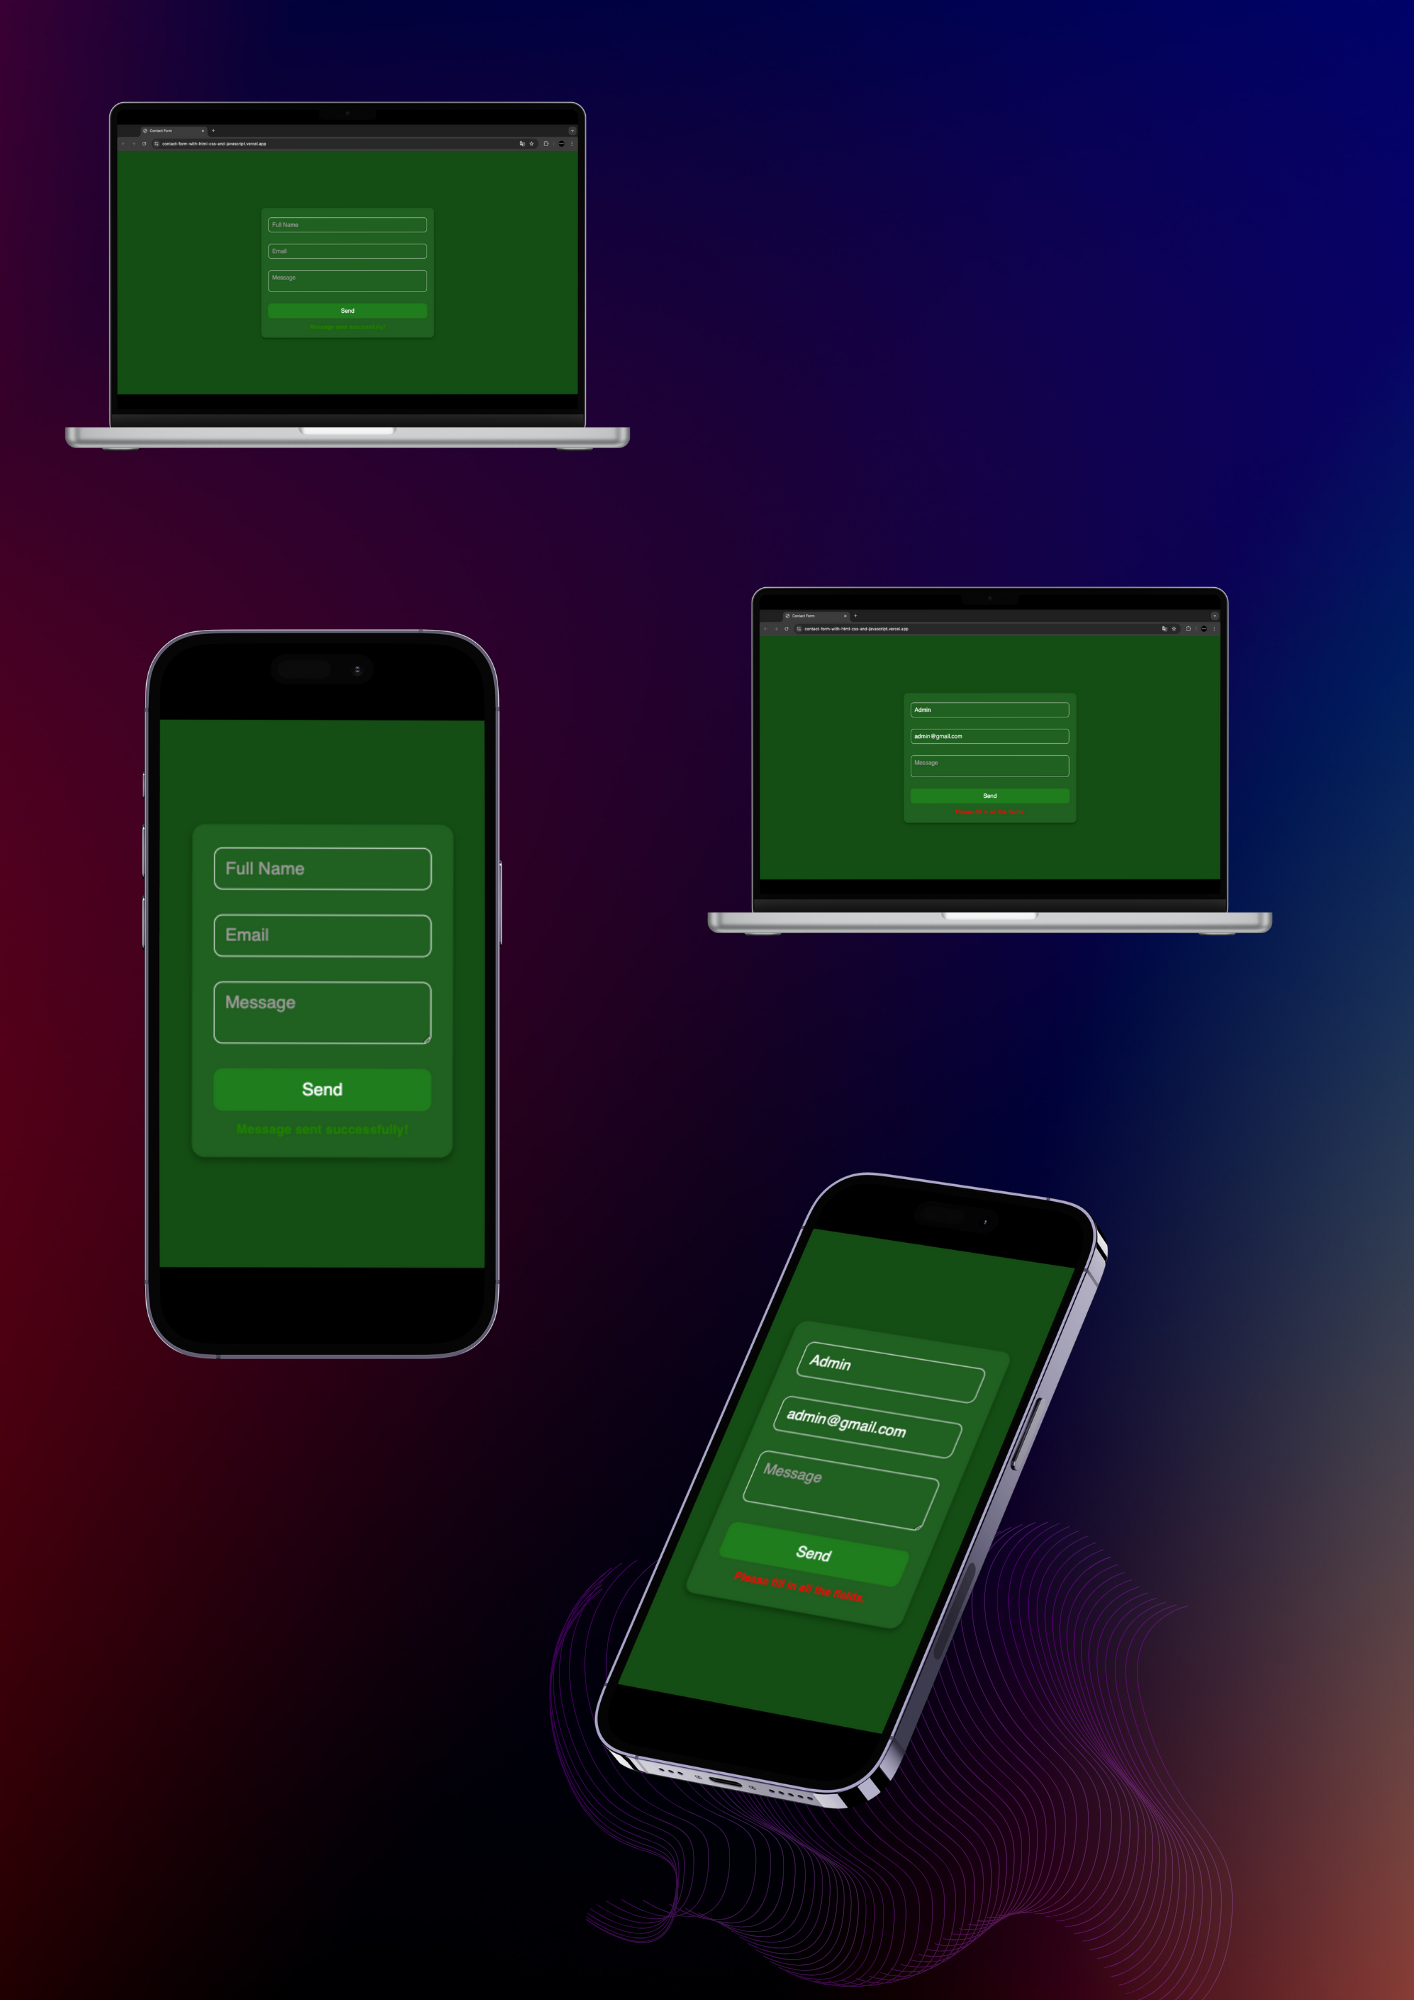 Contact Form
contact-form-with-html-css-and-javascript.vercel.app
Full Name
Email
Message
Send
Message sent successfully!
Contact Form
contact-form-with-html-css-and-javascript.vercel.app
Admin
admin@gmail.com
Message
Send
Please fill in all the fields.
Full Name
Email
Message
Send
Message sent successfully!
Admin
admin@gmail.com
Message
Send
Please fill in all the fields.